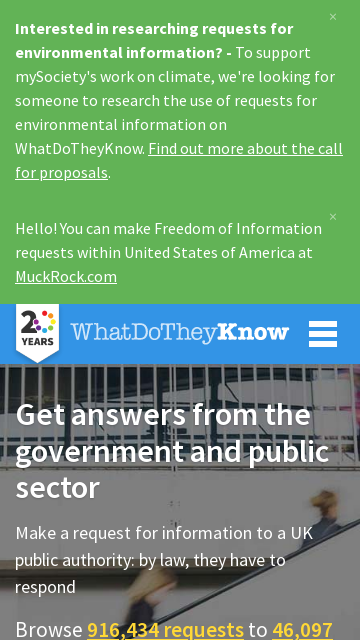 ×
Interested in researching requests for
environmental information? - To support
mySociety's work on climate, we're looking for
someone to research the use of requests for
environmental information on
WhatDoTheyKnow. Find out more about the call
for proposals.
×
Hello! You can make Freedom of Information
requests within United States of America at
MuckRock.com
20
YEARS
WhatDoTheyKnow
Get answers from the
government and public
sector
Make a request for information to a UK
public authority: by law, they have to
respond
Browse 916,434 requests to 46,097